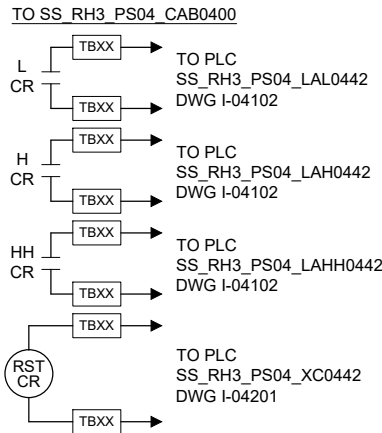 TO SS_RH3_PS04_CAB0400
TBXX
L
CR
TO PLC
SS_RH3_PS04_LAL0442
DWG I-04102
TBXX
TBXX
H
CR
TO PLC
SS_RH3_PS04_LAH0442
DWG I-04102
TBXX
TBXX
HH
CR
TO PLC
SS_RH3_PS04_LAHH0442
DWG I-04102
TBXX
TBXX
RST
CR
TO PLC
SS_RH3_PS04_XC0442
DWG I-04201
TBXX